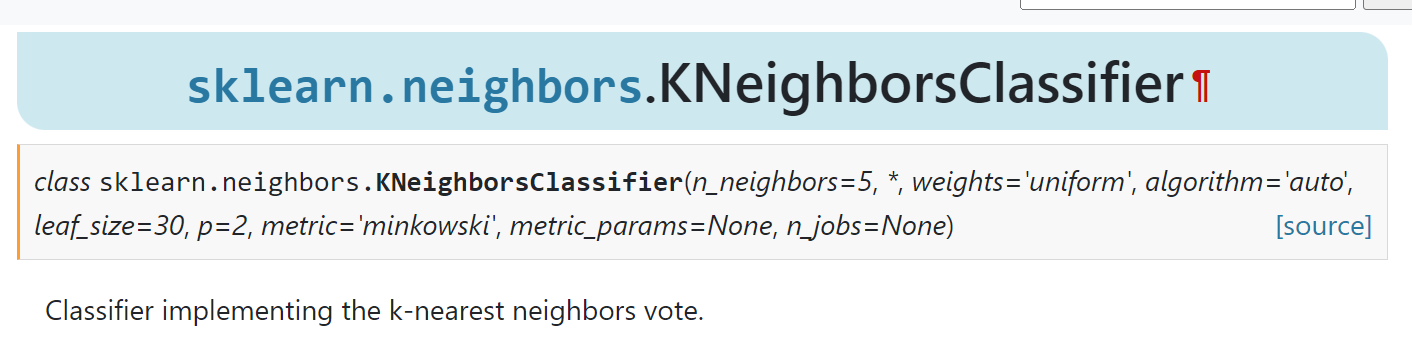 sklearn.neighbors.KNeighborsClassifier¶
class sklearn.neighbors.KNeighborsClassifier(n_neighbors=5, *, weights='uniform', algorithm='auto',
leaf_size=30, p=2, metric='minkowski', metric_params=None, n_jobs=None) [source]
Classifier implementing the k-nearest neighbors vote.